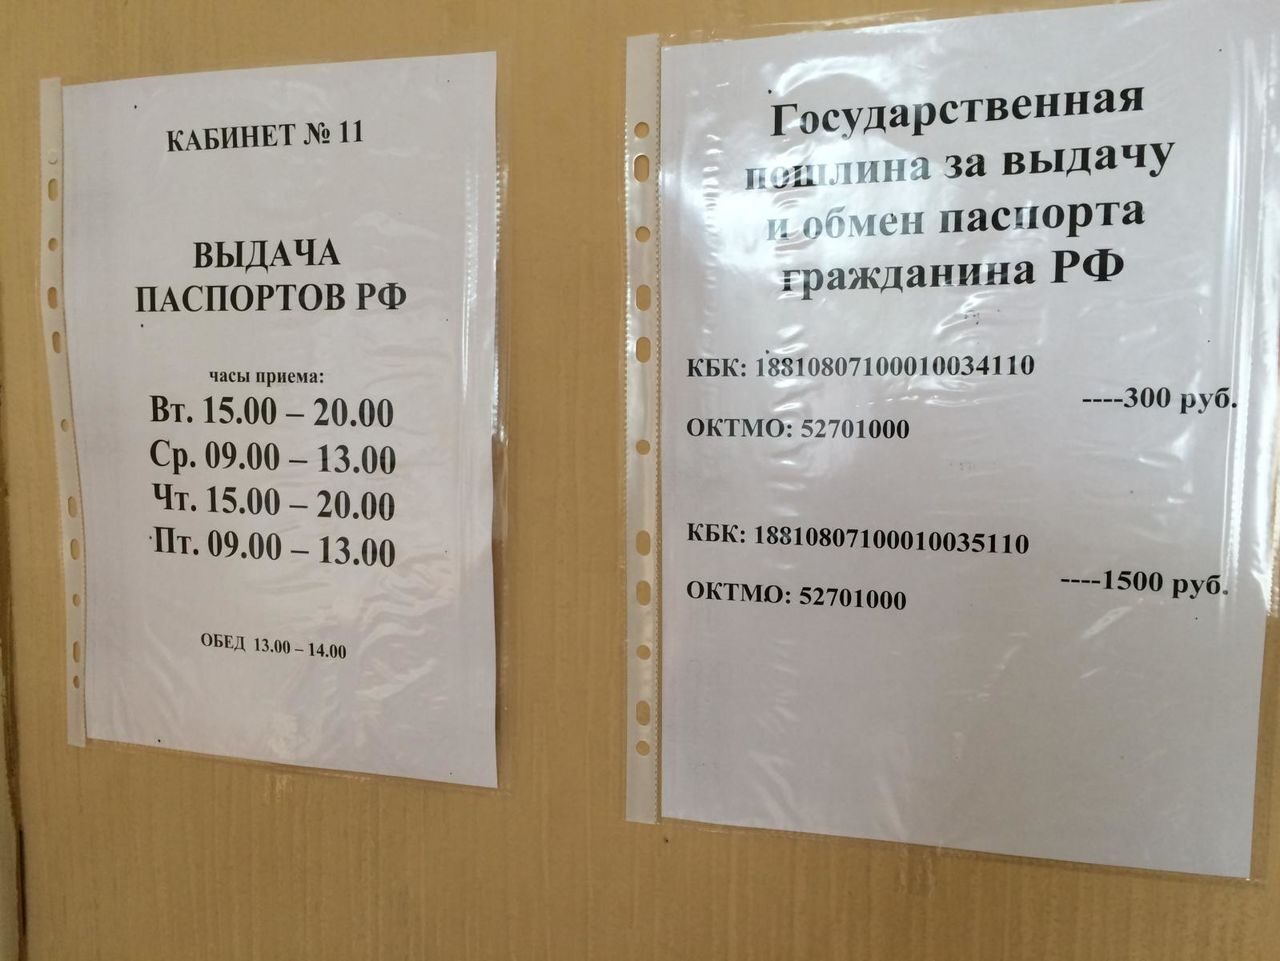 КАБИНЕТ № 11
ВЫДАЧА
ПАСПОРТОВ РФ
часы приема:
Вт. 15.00 – 20.00
Ср. 09.00 – 13.00
Чт. 15.00 – 20.00
Пт. 09.00 – 13.00
ОБЕД 13.00 – 14.00
Государственная
пошлина за выдачу
и обмен паспорта
гражданина РФ
КБК: 18810807100010034110
----300 руб.
ОКТМО: 52701000
КБК: 18810807100010035110
----1500 руб.
ОКТМО: 52701000